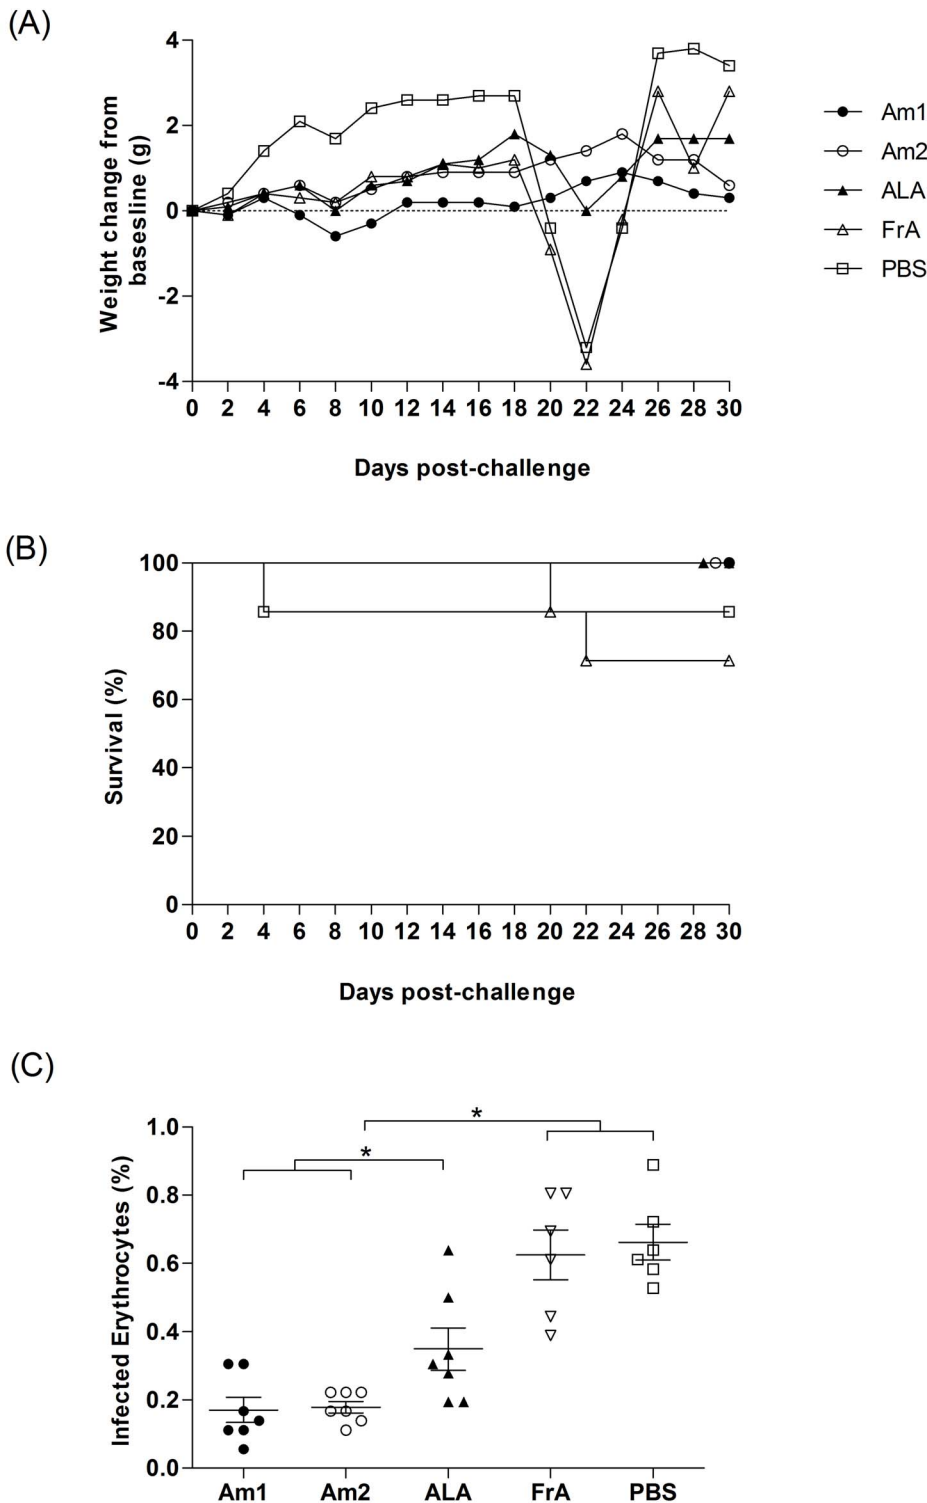 (A)
4
2
0
-2
-4
Weight change from
basesline (g)
0 2 4 6 8 10 12 14 16 18 20 22 24 26 28 30
Days post-challenge
Am1
Am2
ALA
FrA
PBS
(B)
100
80
60
40
20
0
Survival (%)
0 2 4 6 8 10 12 14 16 18 20 22 24 26 28 30
Days post-challenge
(C)
1.0
0.8
0.6
0.4
0.2
0.0
Infected Erythrocytes (%)
*
*
Am1 Am2 ALA FrA PBS